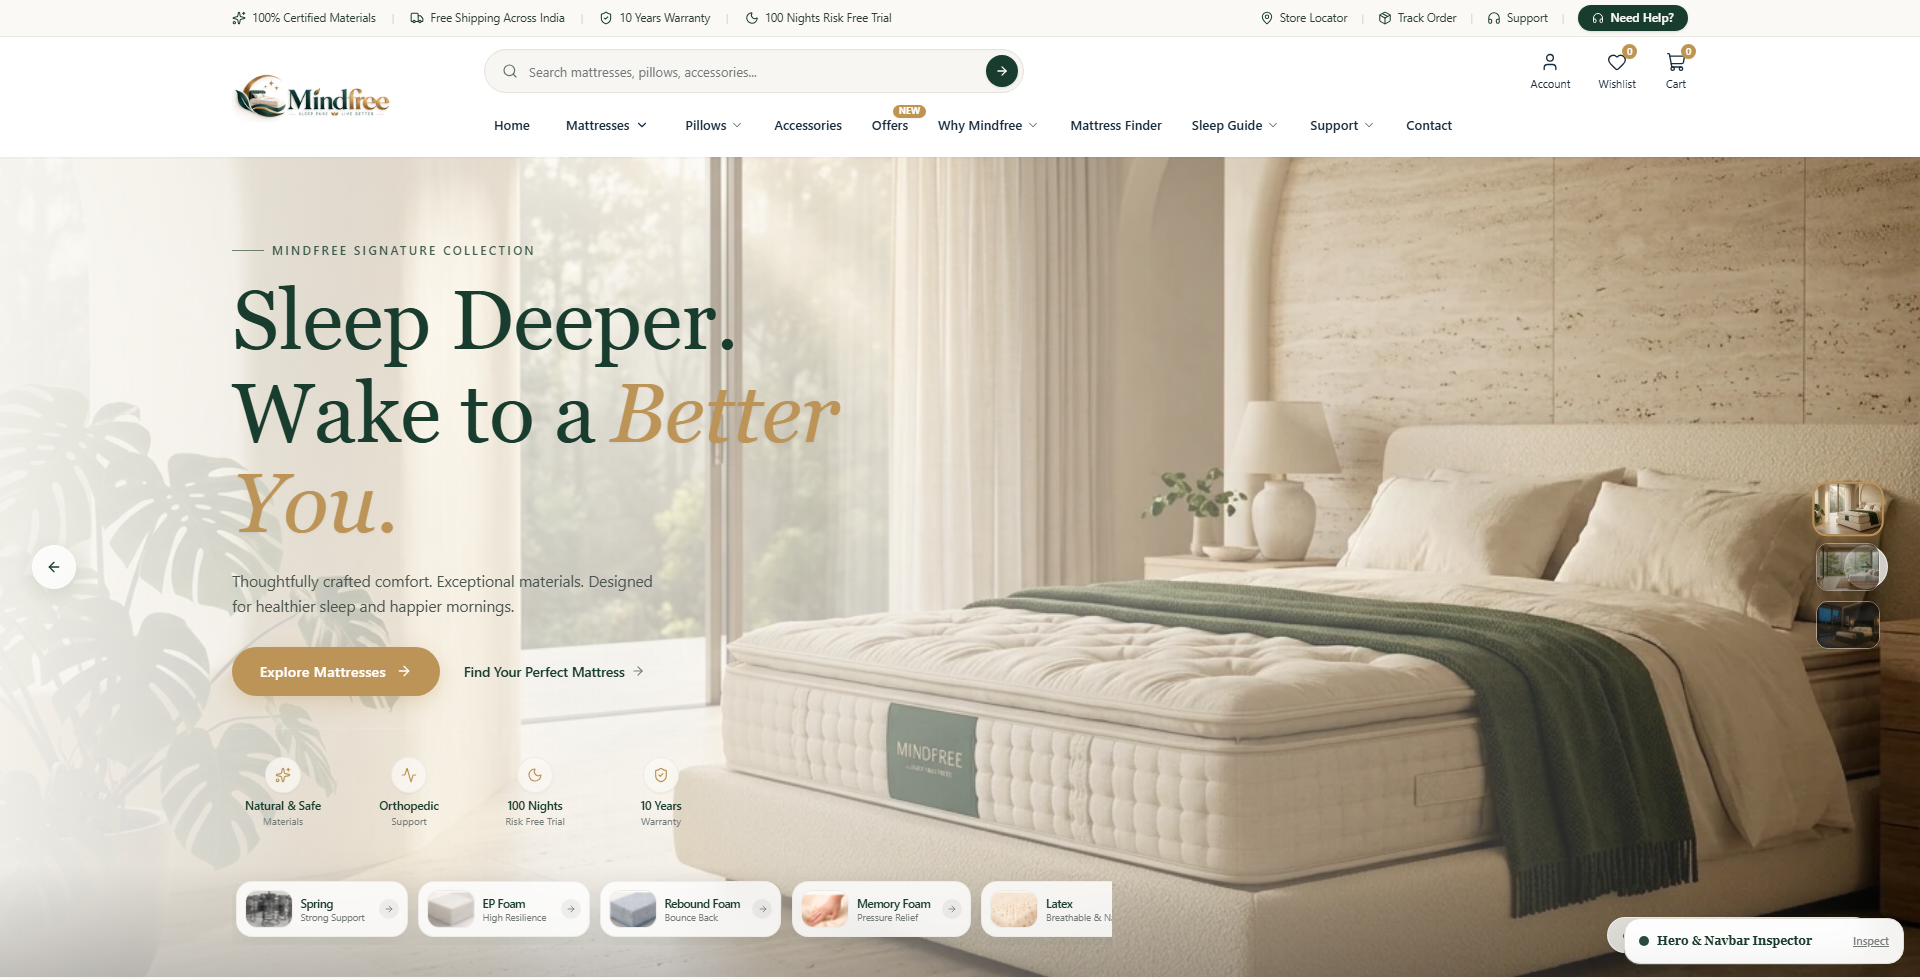 100% Certified Materials | Free Shipping Across India | 10 Years Warranty | 100 Nights Risk Free Trial
Store Locator | Track Order | Support | Need Help?
Mindfree
SLEEP PURE LIVE BETTER
Search mattresses, pillows, accessories...
0
0
Account Wishlist Cart
NEW
Home Mattresses Pillows Accessories Offers Why Mindfree Mattress Finder Sleep Guide Support Contact
MINDFREE SIGNATURE COLLECTION
Sleep Deeper.
Wake to a Better
You.
Thoughtfully crafted comfort. Exceptional materials. Designed
for healthier sleep and happier mornings.
Explore Mattresses
Find Your Perfect Mattress
MINDFREE
Natural & Safe
Materials
Orthopedic
Support
100 Nights
Risk Free Trial
10 Years
Warranty
Spring
Strong Support
EP Foam
High Resilience
Rebound Foam
Bounce Back
Memory Foam
Pressure Relief
Latex
Breathable & Na
Hero & Navbar Inspector
Inspect